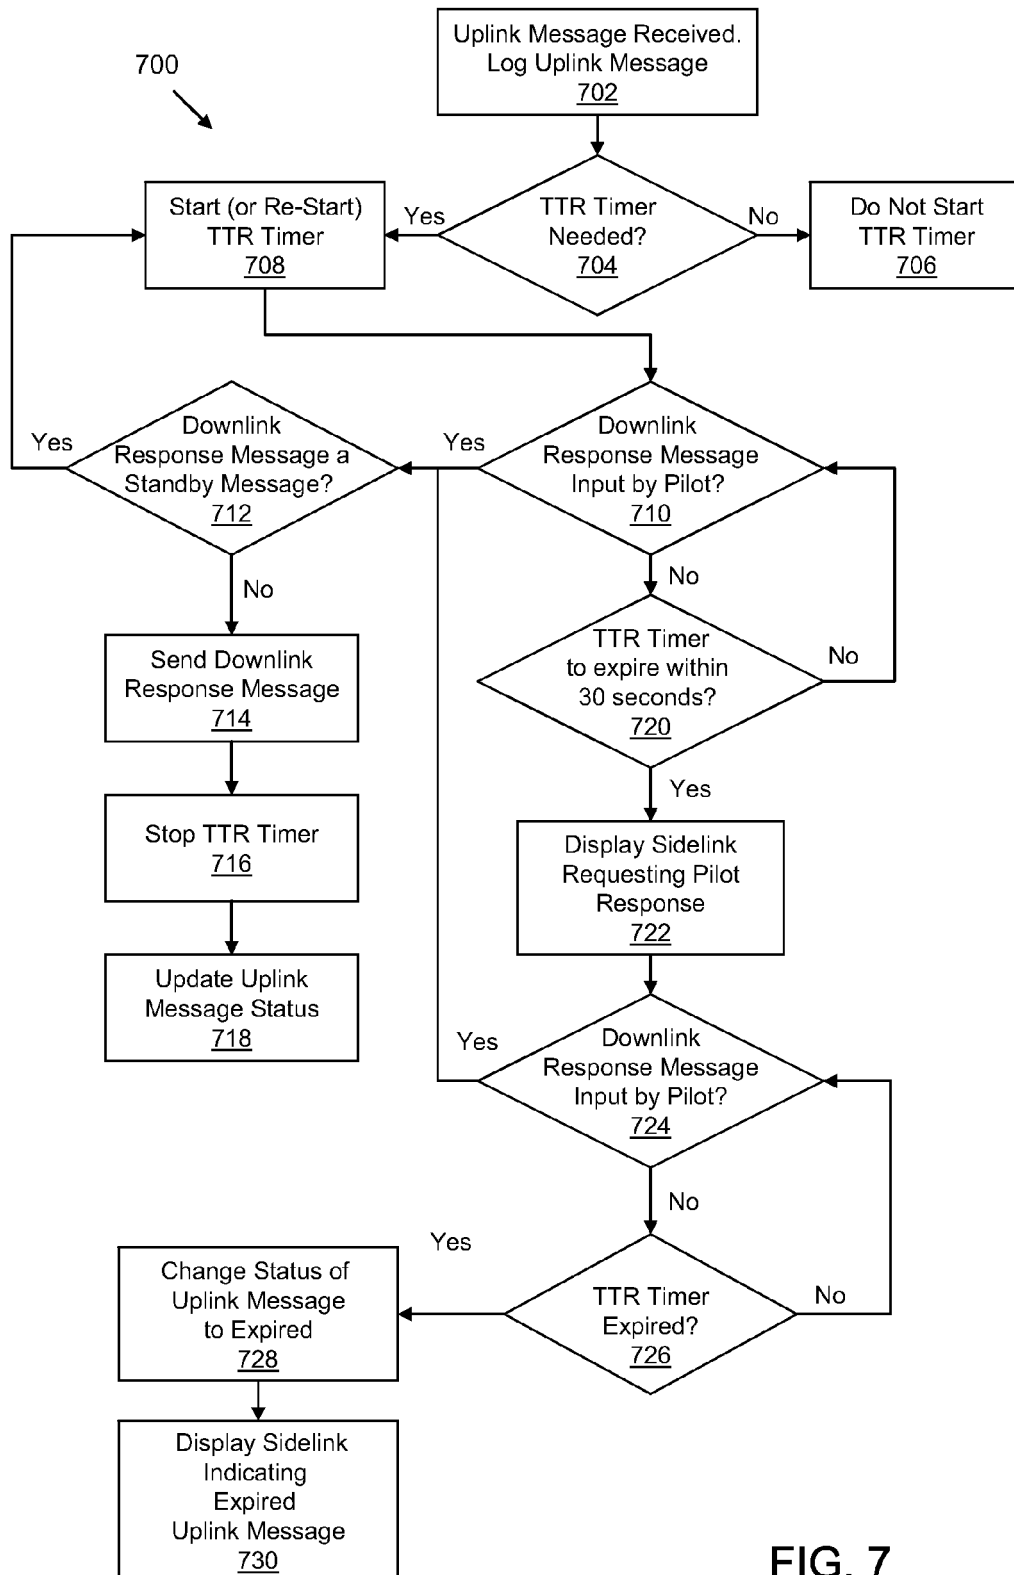 Uplink Message Received.
Log Uplink Message
702
700
Start (or Re-Start)
TTR Timer
708
Yes
TTR Timer
Needed?
704
No
Do Not Start
TTR Timer
706
Yes
Downlink
Response Message a
Standby Message?
712
Yes
Downlink
Response Message
Input by Pilot?
710
No
No
Send Downlink
Response Message
714
TTR Timer
to expire within
30 seconds?
720
No
Yes
Stop TTR Timer
716
Display Sidelink
Requesting Pilot
Response
722
Update Uplink
Message Status
718
Yes
Downlink
Response Message
Input by Pilot?
724
No
Yes
Change Status of
Uplink Message
to Expired
728
TTR Timer
Expired?
726
No
Display Sidelink
Indicating
Expired
Uplink Message
730
FIG. 7